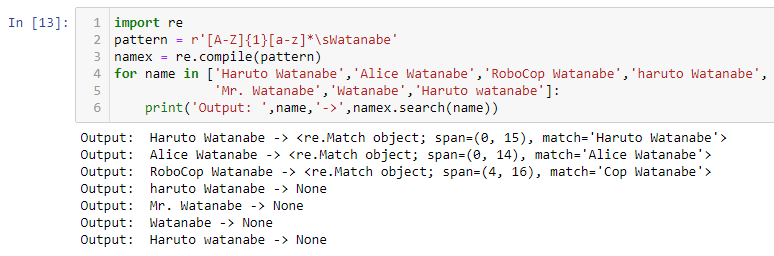 In [13]:
1 import re
2 pattern = r'[A-Z]{1}[a-z]*\sWatanabe'
3 namex = re.compile(pattern)
4 for name in ['Haruto Watanabe','Alice Watanabe','RoboCop Watanabe','haruto Watanabe',
5 'Mr. Watanabe','Watanabe','Haruto watanabe']:
6 print('Output: ',name,'->',namex.search(name))
Output:  Haruto Watanabe -> <re.Match object; span=(0, 15), match='Haruto Watanabe'>
Output:  Alice Watanabe -> <re.Match object; span=(0, 14), match='Alice Watanabe'>
Output:  RoboCop Watanabe -> <re.Match object; span=(4, 16), match='Cop Watanabe'>
Output:  haruto Watanabe -> None
Output:  Mr. Watanabe -> None
Output:  Watanabe -> None
Output:  Haruto watanabe -> None